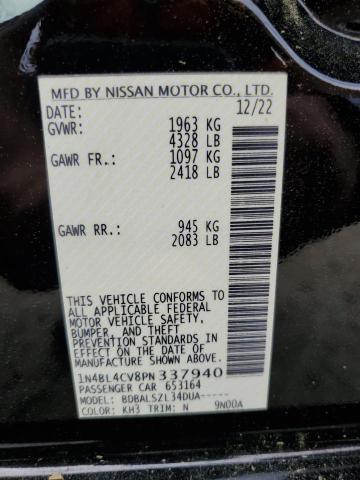 MFD BY NISSAN MOTOR CO., LTD.
DATE: 12/22
GVWR: 1963 KG
4328 LB
GAWR FR.: 1097 KG
2418 LB
GAWR RR.: 945 KG
2083 LB
THIS VEHICLE CONFORMS TO
ALL APPLICABLE FEDERAL
MOTOR VEHICLE SAFETY,
BUMPER, AND THEFT
PREVENTION STANDARDS
IN EFFECT ON THE DATE OF
MANUFACTURE SHOWN ABOVE.
1N4BL4CV8PN337940
PASSENGER CAR 653164
MODEL: BDBALSZL34DUA-----
COLOR: KH3 TRIM: N 9N00A